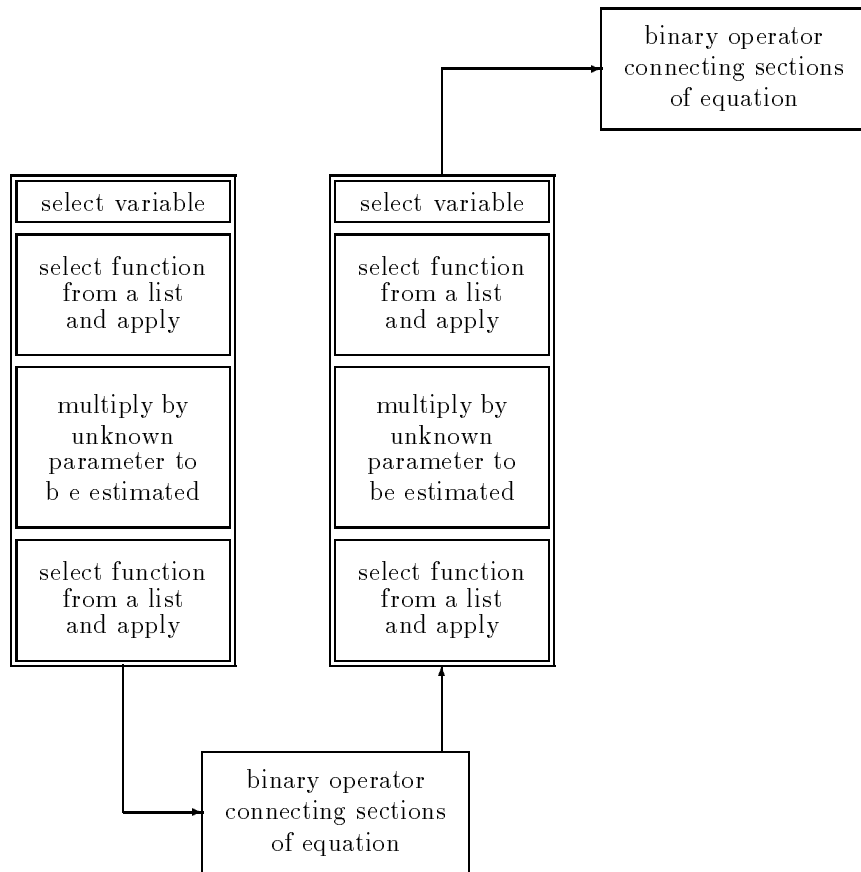 binary operator
connecting sections
of equation
select variable
select function
from a list
and apply
multiply by
unknown
parameter to
b e estimated
select function
from a list
and apply
select variable
select function
from a list
and apply
multiply by
unknown
parameter to
be estimated
select function
from a list
and apply
binary operator
connecting sections
of equation